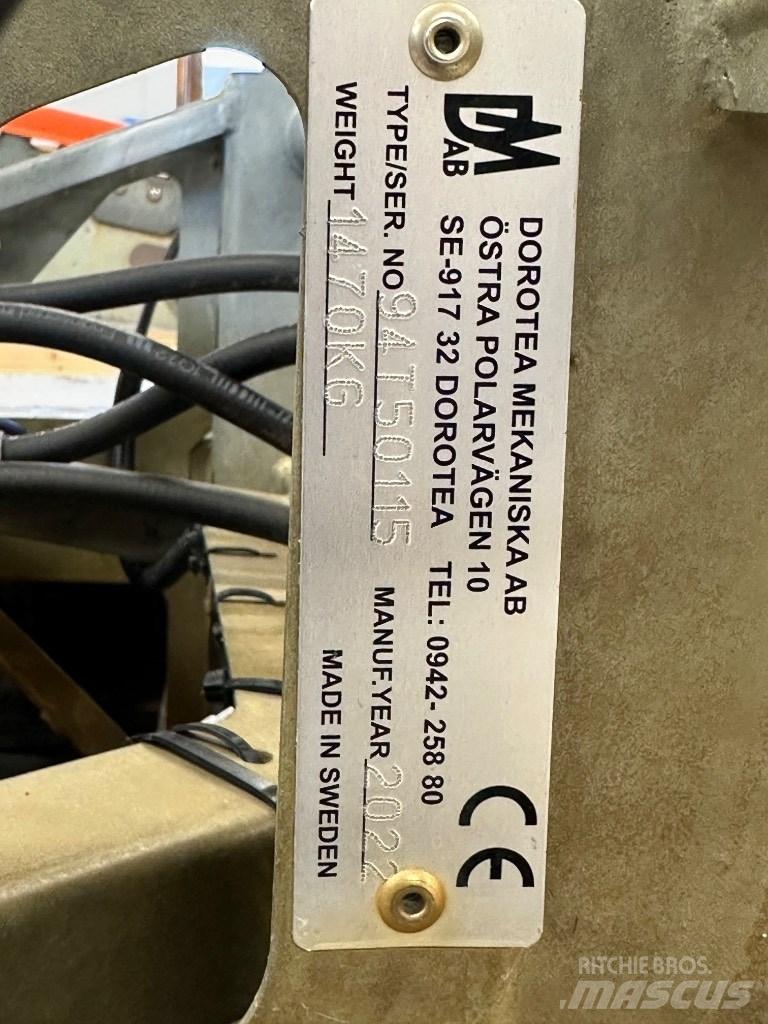 DM
AB
DOROTEA MEKANISKA AB
ÖSTRA POLARVÄGEN 10
SE-917 32 DOROTEA TEL: 0942- 258 80
CE
TYPE/SER. NO 94T50115 MANUF.YEAR 2022
WEIGHT 1470KG MADE IN SWEDEN
RITCHIE BROS.
MASCUS